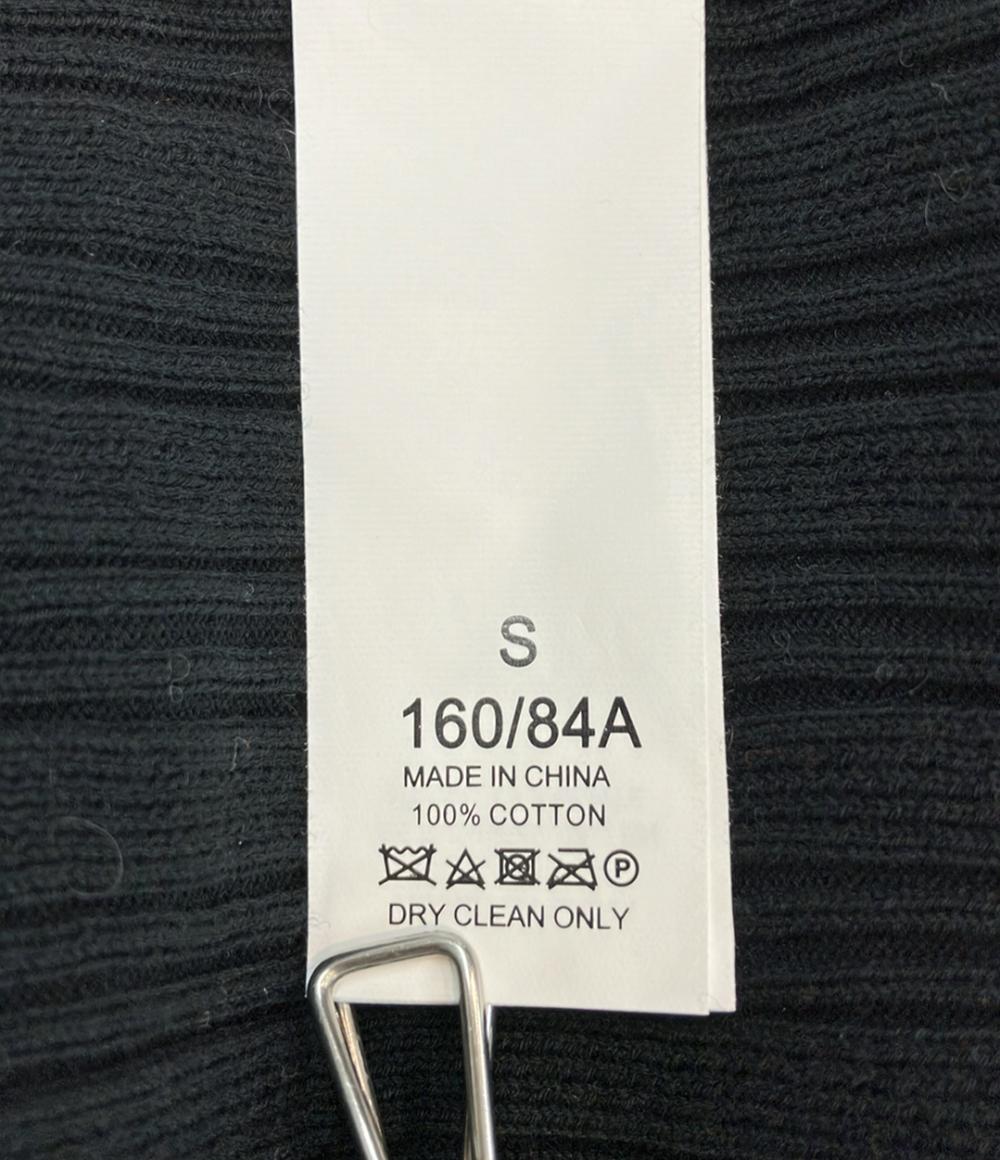 S
160/84A
MADE IN CHINA
100% COTTON
P
DRY CLEAN ONLY